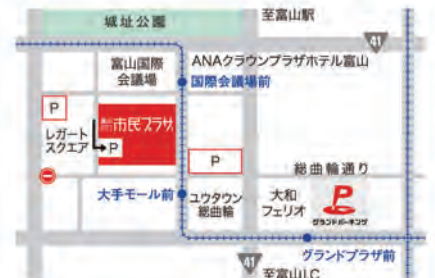 城址公園
至富山駅
41
富山国際
会議場
ANAクラウンプラザホテル富山
国際会議場前
P
市民プラザ
レガート
スクエア
P
P
総曲輪通り
大手モール前
ユウタウン
総曲輪
大和
フェリオ
P
グランドパーキング
グランドプラザ前
41
至富山I.C